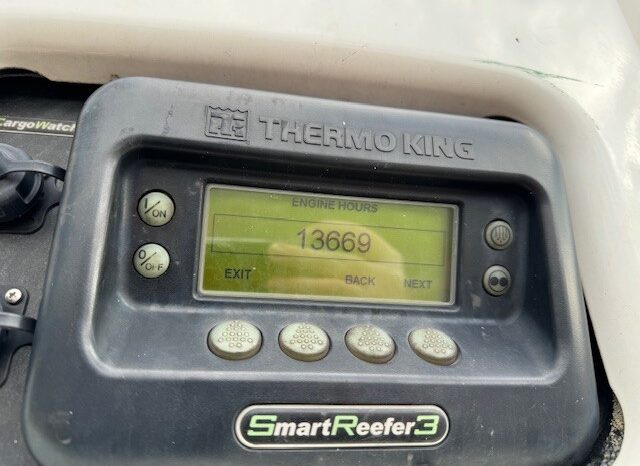 CargoWatch
THERMO KING
I/ON
O/OFF
ENGINE HOURS
13669
EXIT BACK NEXT
SmartReefer3